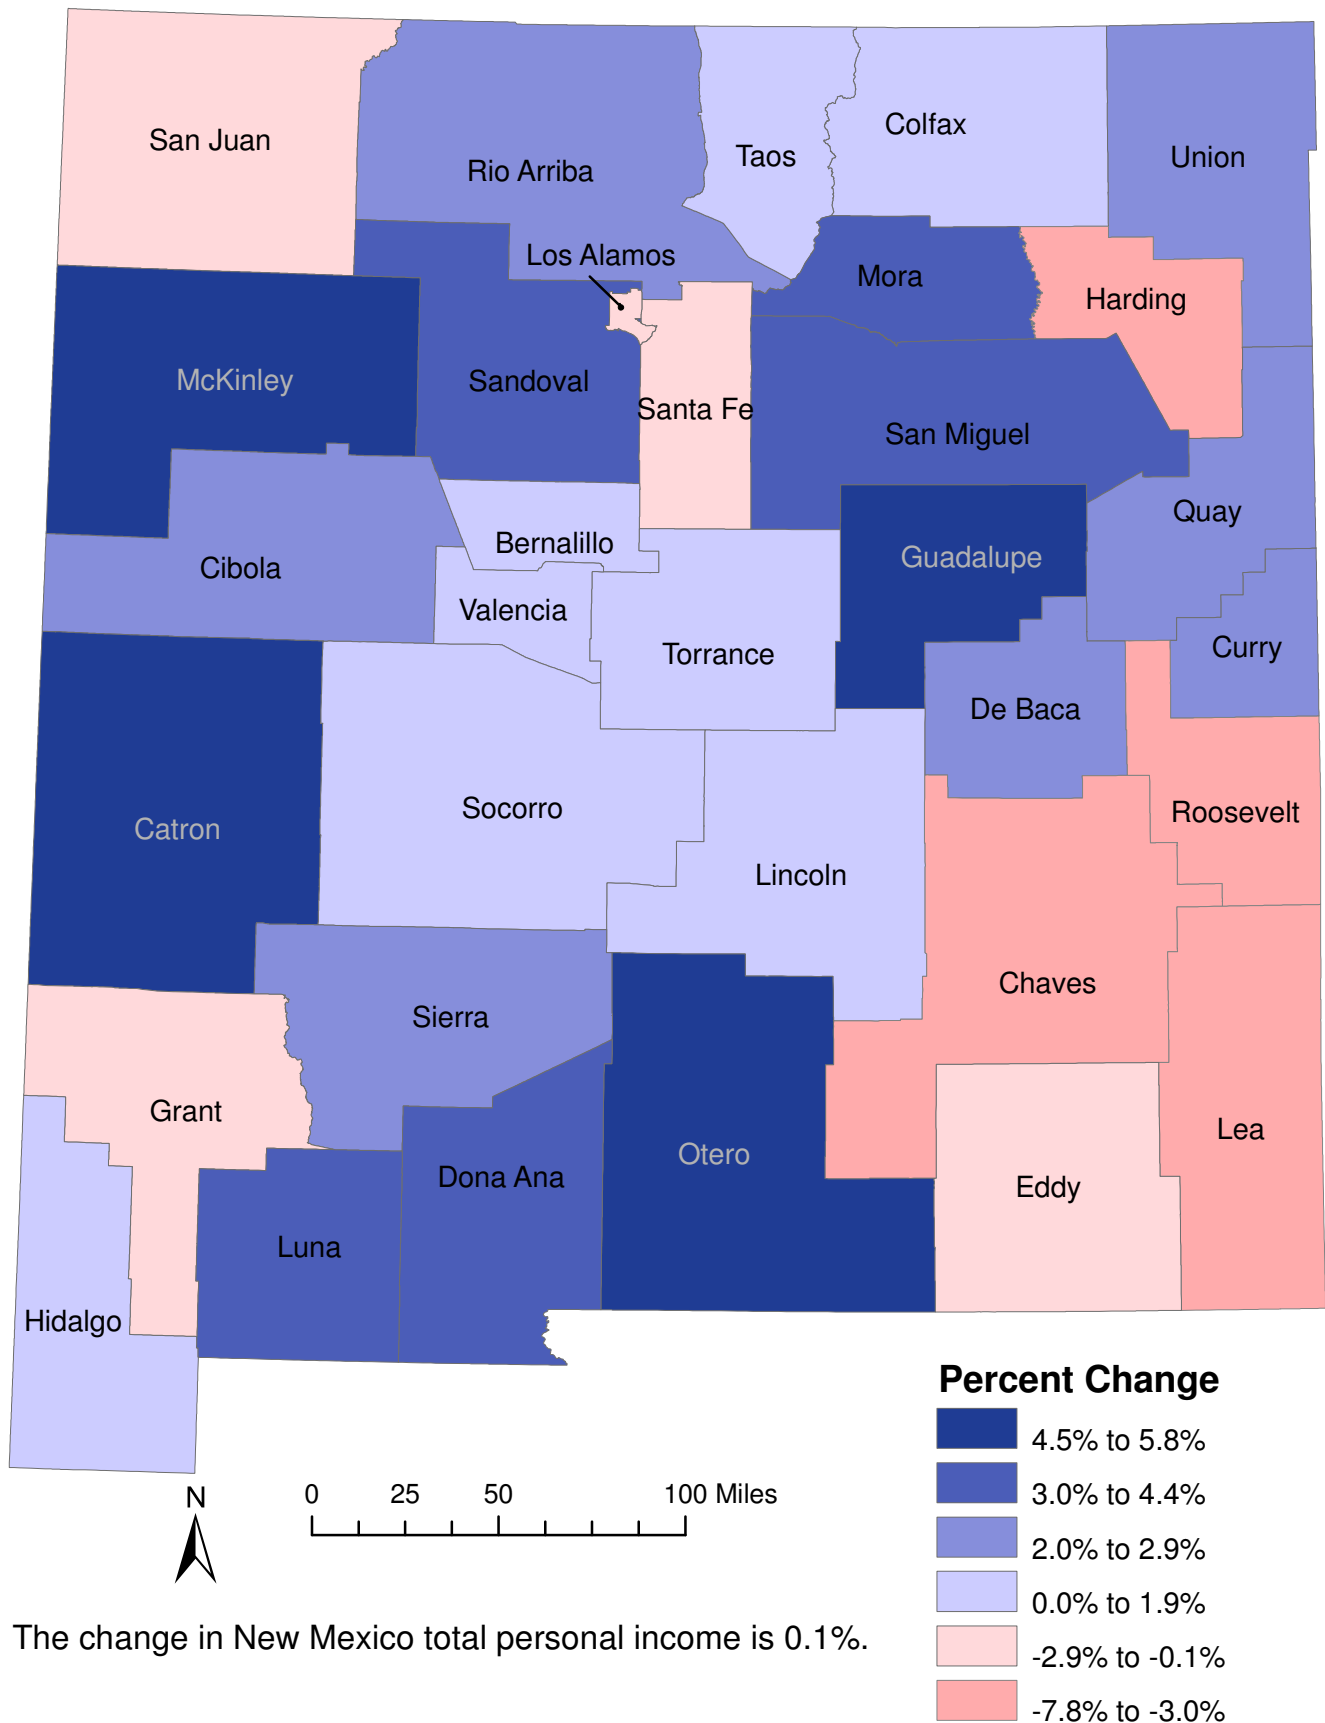 San Juan
Rio Arriba
Taos
Colfax
Union
Los Alamos
Mora
Harding
McKinley
Sandoval
Santa Fe
San Miguel
Quay
Cibola
Bernalillo
Guadalupe
Valencia
Torrance
Curry
De Baca
Catron
Socorro
Roosevelt
Lincoln
Chaves
Sierra
Grant
Otero
Lea
Dona Ana
Eddy
Luna
Hidalgo
Percent Change
4.5% to 5.8%
3.0% to 4.4%
2.0% to 2.9%
0.0% to 1.9%
-2.9% to -0.1%
-7.8% to -3.0%
N
0 25 50 100 Miles
The change in New Mexico total personal income is 0.1%.